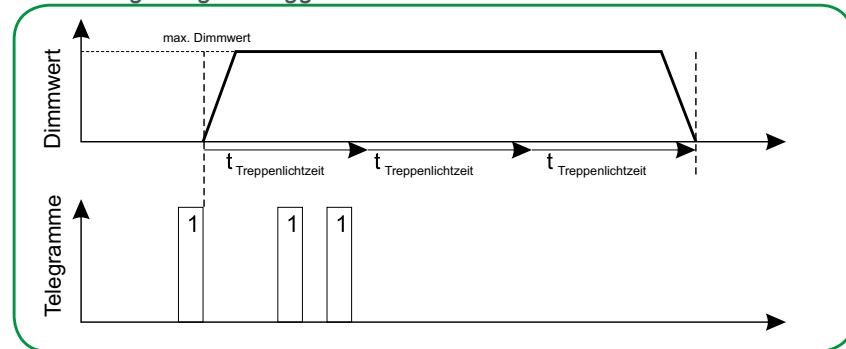 max. Dimmwert
Dimmwert
t Treppenlichtzeit
t Treppenlichtzeit
t Treppenlichtzeit
Telegramme
1
1
1